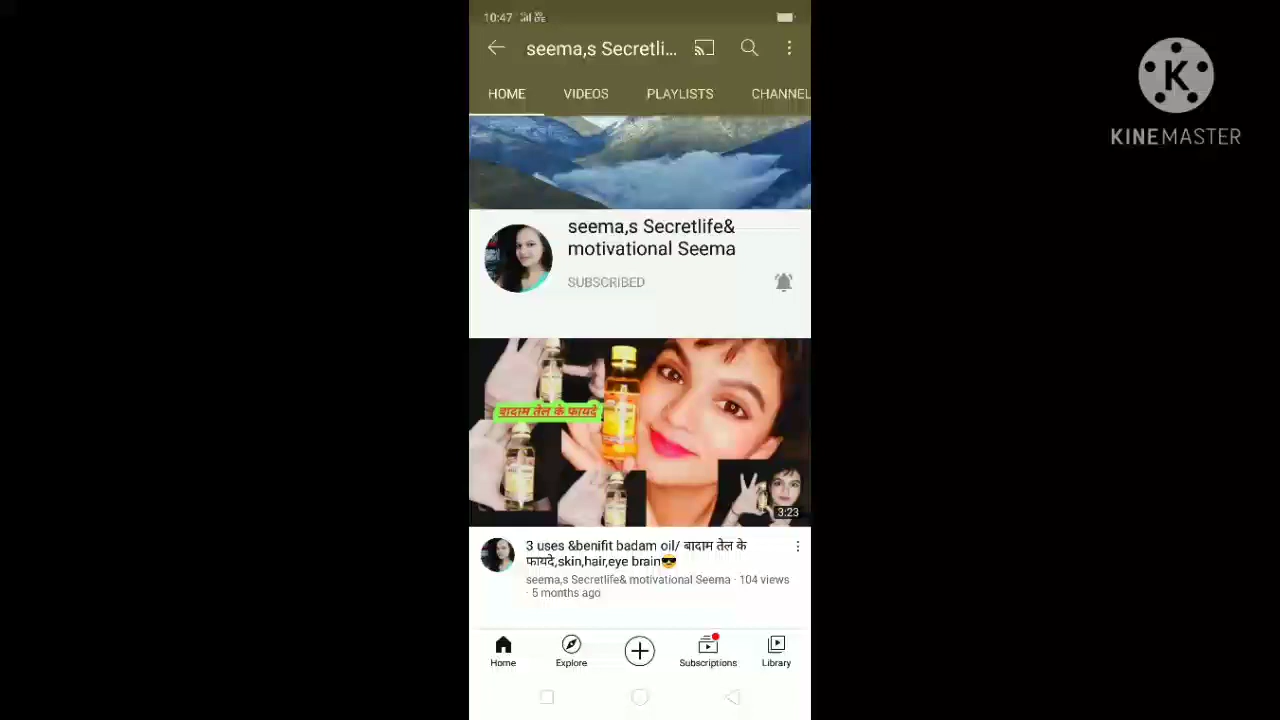 10:47
seema,s Secretli...
HOME VIDEOS PLAYLISTS CHANNEL
KINEMASTER
seema,s Secretlife&
motivational Seema
SUBSCRIBED
बादाम तेल के फायदे
3:23
3 uses &benifit badam oil/ बादाम तेल के
फायदे,skin,hair,eye brain😎
seema,s Secretlife& motivational Seema · 104 views
· 5 months ago
Home Explore Subscriptions Library